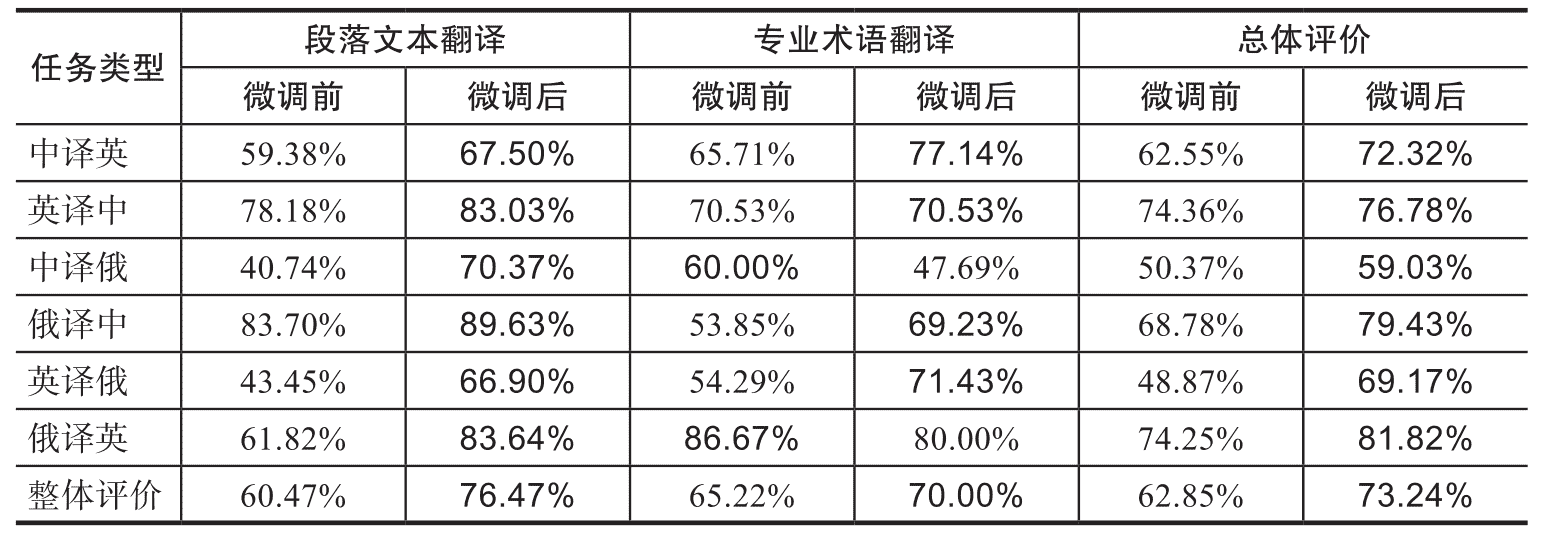 任务类型 段落文本翻译 专业术语翻译 总体评价
微调前 微调后 微调前 微调后 微调前 微调后
中译英 59.38% 67.50% 65.71% 77.14% 62.55% 72.32%
英译中 78.18% 83.03% 70.53% 70.53% 74.36% 76.78%
中译俄 40.74% 70.37% 60.00% 47.69% 50.37% 59.03%
俄译中 83.70% 89.63% 53.85% 69.23% 68.78% 79.43%
英译俄 43.45% 66.90% 54.29% 71.43% 48.87% 69.17%
俄译英 61.82% 83.64% 86.67% 80.00% 74.25% 81.82%
整体评价 60.47% 76.47% 65.22% 70.00% 62.85% 73.24%